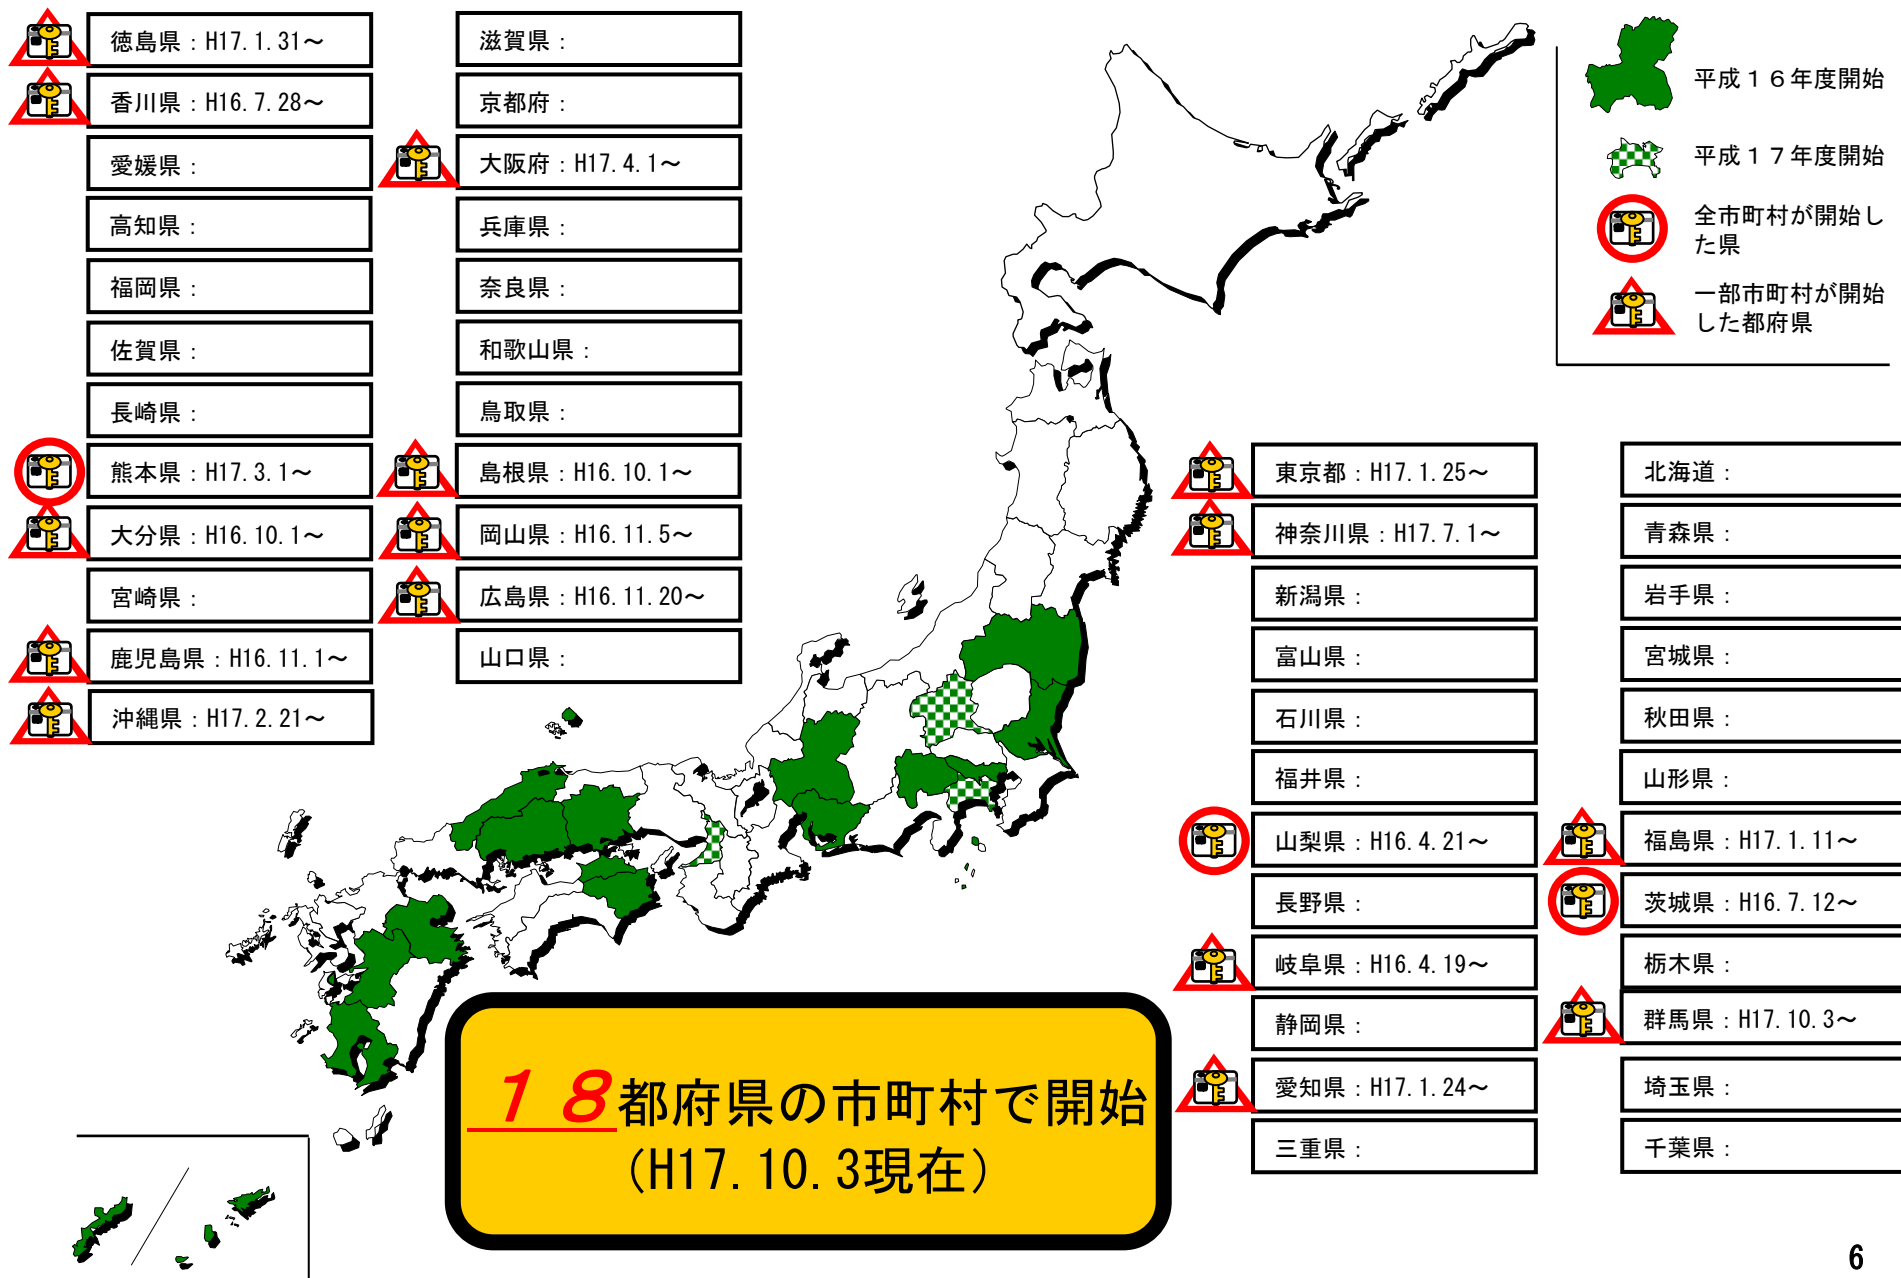 徳島県：H17.1.31～
香川県：H16.7.28～
愛媛県：
高知県：
福岡県：
佐賀県：
長崎県：
熊本県：H17.3.1～
大分県：H16.10.1～
宮崎県：
鹿児島県：H16.11.1～
沖縄県：H17.2.21～
滋賀県：
京都府：
大阪府：H17.4.1～
兵庫県：
奈良県：
和歌山県：
鳥取県：
島根県：H16.10.1～
岡山県：H16.11.5～
広島県：H16.11.20～
山口県：
平成１６年度開始
平成１７年度開始
全市町村が開始し
た県
一部市町村が開始
した都府県
東京都：H17.1.25～
神奈川県：H17.7.1～
新潟県：
富山県：
石川県：
福井県：
山梨県：H16.4.21～
長野県：
岐阜県：H16.4.19～
静岡県：
愛知県：H17.1.24～
三重県：
北海道：
青森県：
岩手県：
宮城県：
秋田県：
山形県：
福島県：H17.1.11～
茨城県：H16.7.12～
栃木県：
群馬県：H17.10.3～
埼玉県：
千葉県：
１８都府県の市町村で開始
（H17.10.3現在）
6